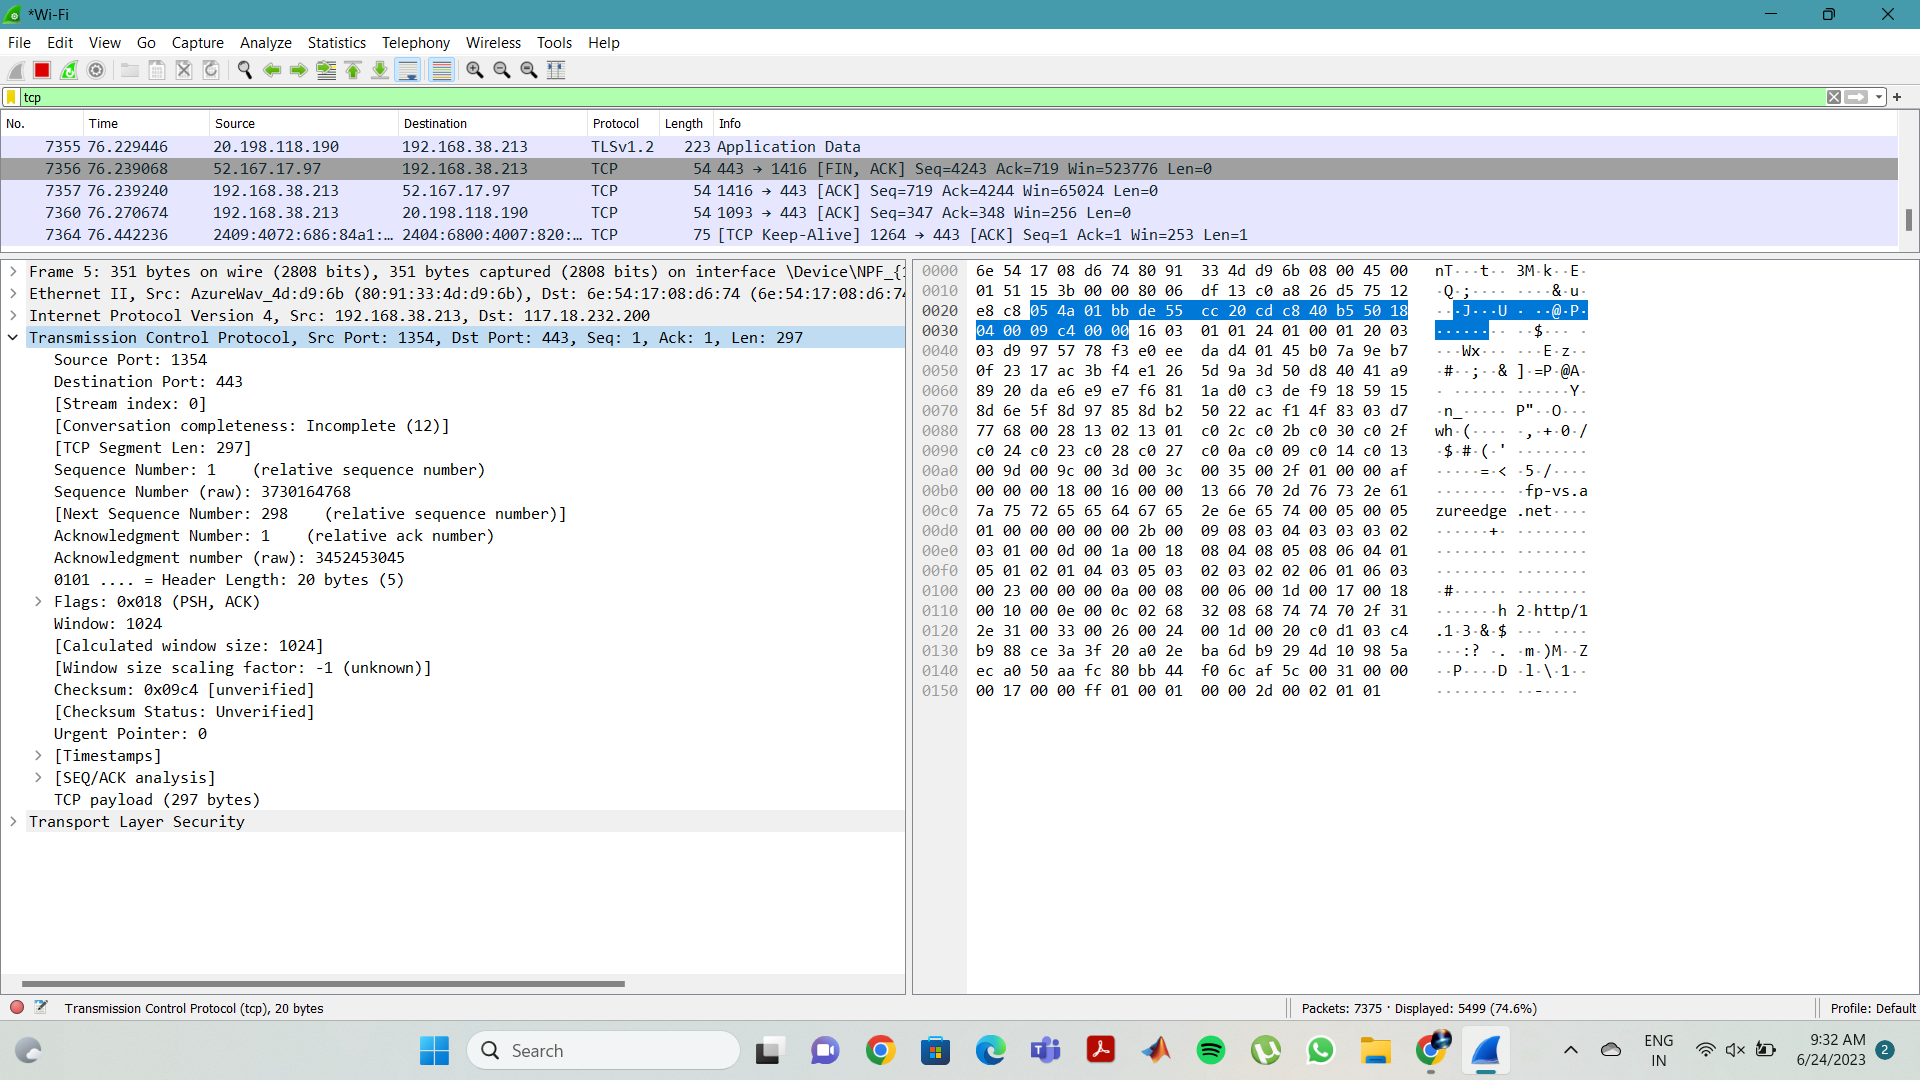 *Wi-Fi
File Edit View Go Capture Analyze Statistics Telephony Wireless Tools Help
tcp
No. Time Source Destination Protocol Length Info
7355 76.229446 20.198.118.190 192.168.38.213 TLSv1.2 223 Application Data
7356 76.239068 52.167.17.97 192.168.38.213 TCP 54 443 → 1416 [FIN, ACK] Seq=4243 Ack=719 Win=523776 Len=0
7357 76.239240 192.168.38.213 52.167.17.97 TCP 54 1416 → 443 [ACK] Seq=719 Ack=4244 Win=65024 Len=0
7360 76.270674 192.168.38.213 20.198.118.190 TCP 54 1093 → 443 [ACK] Seq=347 Ack=348 Win=256 Len=0
7364 76.442236 2409:4072:686:84a1:… 2404:6800:4007:820:… TCP 75 [TCP Keep-Alive] 1264 → 443 [ACK] Seq=1 Ack=1 Win=253 Len=1
Frame 5: 351 bytes on wire (2808 bits), 351 bytes captured (2808 bits) on interface \Device\NPF_{
Ethernet II, Src: AzureWav_4d:d9:6b (80:91:33:4d:d9:6b), Dst: 6e:54:17:08:d6:74 (6e:54:17:08:d6:74
Internet Protocol Version 4, Src: 192.168.38.213, Dst: 117.18.232.200
Transmission Control Protocol, Src Port: 1354, Dst Port: 443, Seq: 1, Ack: 1, Len: 297
Source Port: 1354
Destination Port: 443
[Stream index: 0]
[Conversation completeness: Incomplete (12)]
[TCP Segment Len: 297]
Sequence Number: 1    (relative sequence number)
Sequence Number (raw): 3730164768
[Next Sequence Number: 298    (relative sequence number)]
Acknowledgment Number: 1    (relative ack number)
Acknowledgment number (raw): 3452453045
0101 .... = Header Length: 20 bytes (5)
Flags: 0x018 (PSH, ACK)
Window: 1024
[Calculated window size: 1024]
[Window size scaling factor: -1 (unknown)]
Checksum: 0x09c4 [unverified]
[Checksum Status: Unverified]
Urgent Pointer: 0
[Timestamps]
[SEQ/ACK analysis]
TCP payload (297 bytes)
Transport Layer Security
0000 6e 54 17 08 d6 74 80 91 33 4d d9 6b 08 00 45 00 nT···t·· 3M·k··E·
0010 01 51 15 3b 00 00 80 06 df 13 c0 a8 26 d5 75 12 ·Q·;···· ····&·u·
0020 e8 c8 05 4a 01 bb de 55 cc 20 cd c8 40 b5 50 18 ···J···U · ··@·P·
0030 04 00 09 c4 00 00 16 03 01 01 24 01 00 01 20 03 ········ ··$··· ·
0040 03 d9 97 57 78 f3 e0 ee da d4 01 45 b0 7a 9e b7 ···Wx··· ···E·z··
0050 0f 23 17 ac 3b f4 e1 26 5d 9a 3d 50 d8 40 41 a9 ·#··;··& ]·=P·@A·
0060 89 20 da e6 e9 e7 f6 81 1a d0 c3 de f9 18 59 15 · ······ ······Y·
0070 8d 6e 5f 8d 97 85 8d b2 50 22 ac f1 4f 83 03 d7 ·n_····· P"··O···
0080 77 68 00 28 13 02 13 01 c0 2c c0 2b c0 30 c0 2f wh·(···· ·,·+·0·/
0090 c0 24 c0 23 c0 28 c0 27 c0 0a c0 09 c0 14 c0 13 ·$·#·(·' ········
00a0 00 9d 00 9c 00 3d 00 3c 00 35 00 2f 01 00 00 af ·····=·< ·5·/····
00b0 00 00 00 18 00 16 00 00 13 66 70 2d 76 73 2e 61 ········ ·fp-vs.a
00c0 7a 75 72 65 65 64 67 65 2e 6e 65 74 00 05 00 05 zureedge .net····
00d0 01 00 00 00 00 00 2b 00 09 08 03 04 03 03 03 02 ······+· ········
00e0 03 01 00 0d 00 1a 00 18 08 04 08 05 08 06 04 01 ········ ········
00f0 05 01 02 01 04 03 05 03 02 03 02 02 06 01 06 03 ········ ········
0100 00 23 00 00 00 0a 00 08 00 06 00 1d 00 17 00 18 ·#······ ········
0110 00 10 00 0e 00 0c 02 68 32 08 68 74 74 70 2f 31 ·······h 2·http/1
0120 2e 31 00 33 00 26 00 24 00 1d 00 20 c0 d1 03 c4 .1·3·&·$ ··· ····
0130 b9 88 ce 3a 3f 20 a0 2e ba 6d b9 29 4d 10 98 5a ···:? ·. ·m·)M··Z
0140 ec a0 50 aa fc 80 bb 44 f0 6c af 5c 00 31 00 00 ··P····D ·l·\·1··
0150 00 17 00 00 ff 01 00 01 00 00 2d 00 02 01 01 ········ ··-····
Transmission Control Protocol (tcp), 20 bytes
Packets: 7375 · Displayed: 5499 (74.6%)
Profile: Default
Search
ENG
IN
9:32 AM
6/24/2023
2